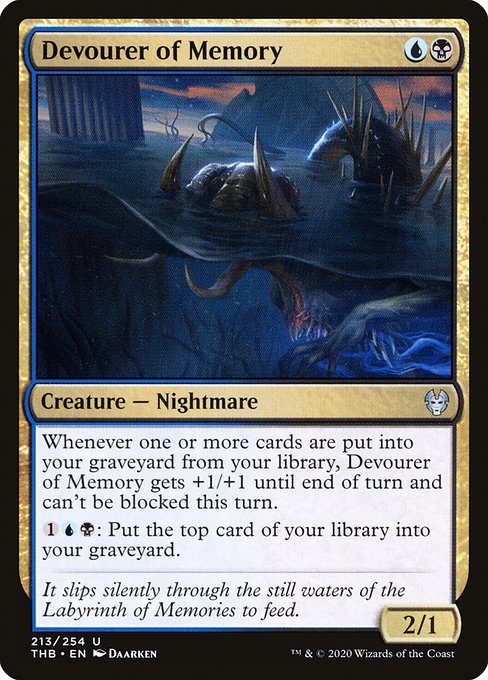 Devourer of Memory
Creature — Nightmare
Whenever one or more cards are put into
your graveyard from your library, Devourer
of Memory gets +1/+1 until end of turn and
can't be blocked this turn.
1: Put the top card of your library into
your graveyard.
It slips silently through the still waters of the
Labyrinth of Memories to feed.
2/1
213/254 U
THB • EN DAARKEN
™ & © 2020 Wizards of the Coast